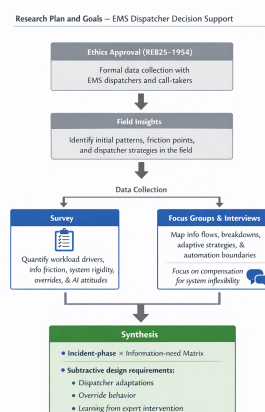 Research Plan and Goals — EMS Dispatcher Decision Support
Ethics Approval (REB25-1954)
Formal data collection with
EMS dispatchers and call-takers
Field Insights
Identify initial patterns, friction points,
and dispatcher strategies in the field
Data Collection
Survey
Quantify workload drivers,
info friction, system rigidity,
overrides, & AI attitudes
Focus Groups & Interviews
Map info flows, breakdowns,
adaptive strategies, &
automation boundaries
Focus on compensation
for system inflexibility
Synthesis
• Incident-phase × Information-need Matrix
• Subtractive design requirements:
• Dispatcher adaptations
• Override behavior
• Learning from expert intervention